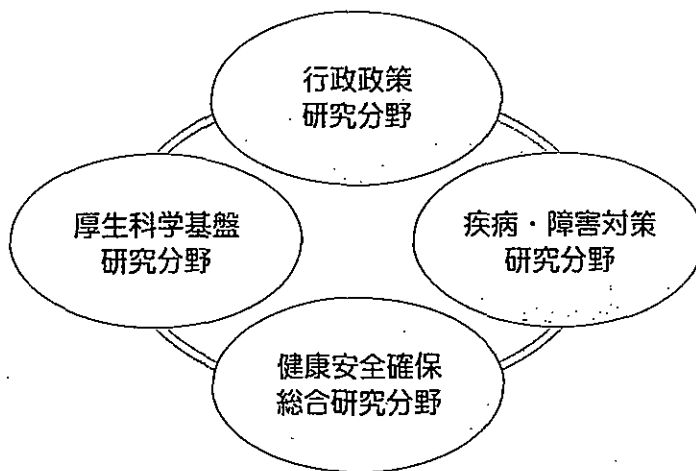 行政政策
研究分野
厚生科学基盤
研究分野
疾病・障害対策
研究分野
健康安全確保
総合研究分野